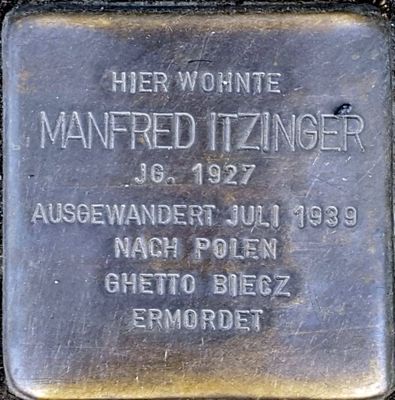 HIER WOHNTE
MANFRED ITZINGER
JG. 1927
AUSGEWANDERT JULI 1939
NACH POLEN
GHETTO BIECZ
ERMORDET